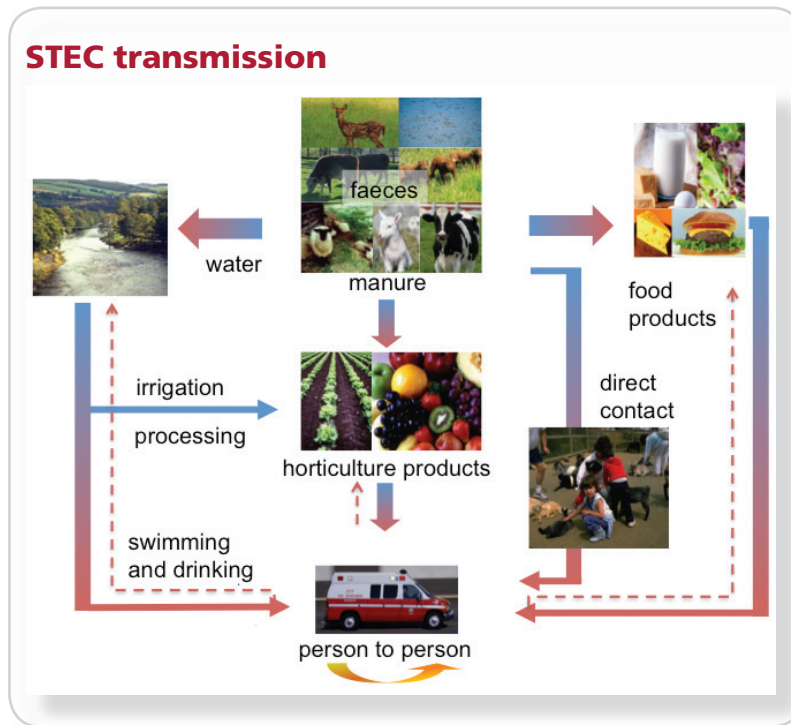 STEC transmission
faeces
water
manure
food
products
irrigation
processing
direct
contact
horticulture products
swimming
and drinking
person to person